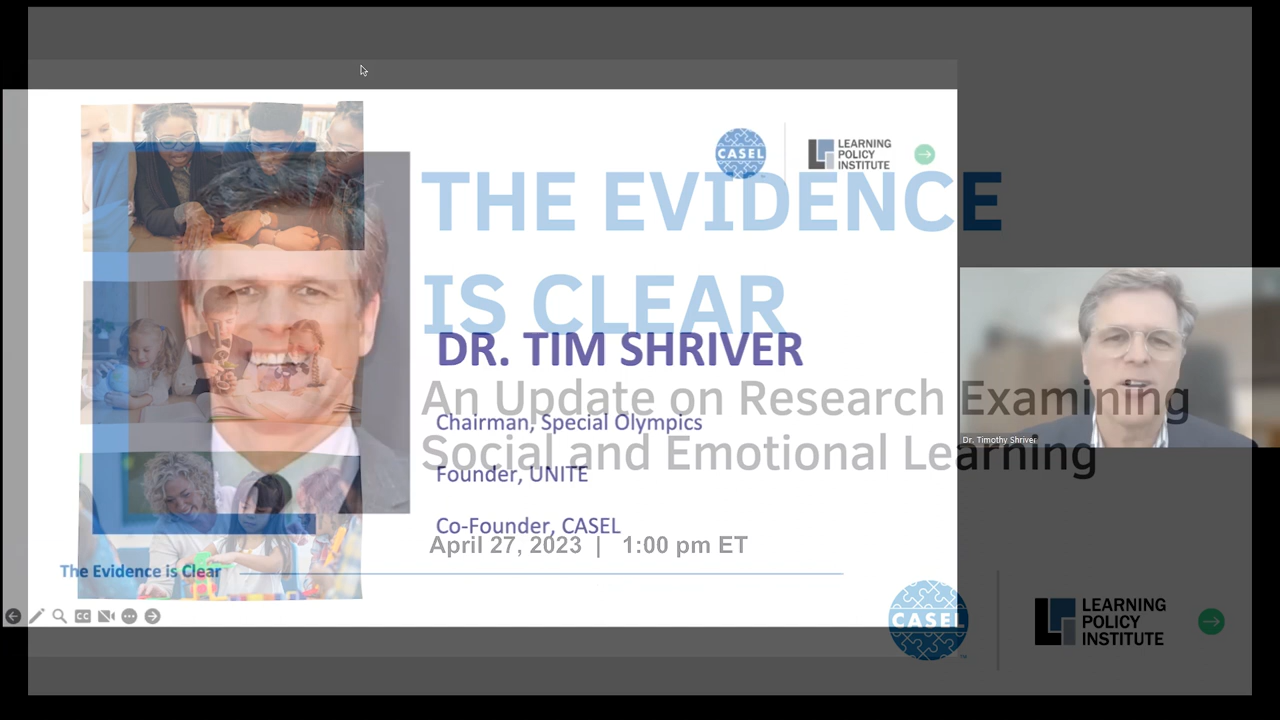 CASEL
LEARNING
POLICY
INSTITUTE
THE EVIDENCE
IS CLEAR
DR. TIM SHRIVER
An Update on Research Examining
Chairman, Special Olympics
Social and Emotional Learning
Founder, UNITE
Co-Founder, CASEL
April 27, 2023 | 1:00 pm ET
The Evidence is Clear
Dr. Timothy Shriver
CC
CASEL
LEARNING
POLICY
INSTITUTE